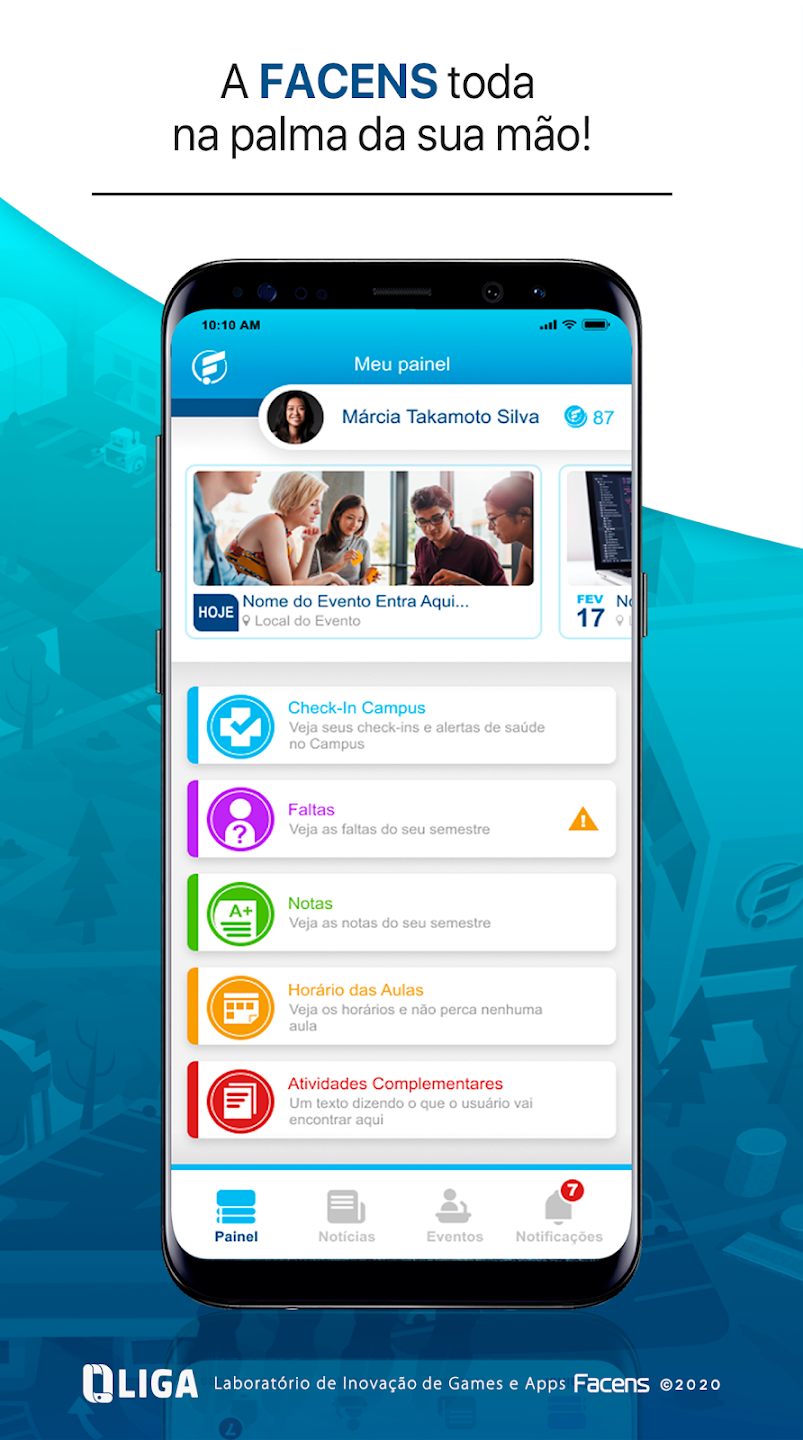 A FACENS toda
na palma da sua mão!
10:10 AM
Meu painel
Márcia Takamoto Silva
87
HOJE
Nome do Evento Entra Aqui...
Local do Evento
FEV
17
Check-In Campus
Veja seus check-ins e alertas de saúde
no Campus
Faltas
Veja as faltas do seu semestre
?
!
A+
Notas
Veja as notas do seu semestre
Horário das Aulas
Veja os horários e não perca nenhuma
aula
Atividades Complementares
Um texto dizendo o que o usuário vai
encontrar aqui
7
Painel
Notícias
Eventos
Notificações
LIGA Laboratório de Inovação de Games e Apps Facens ©2020